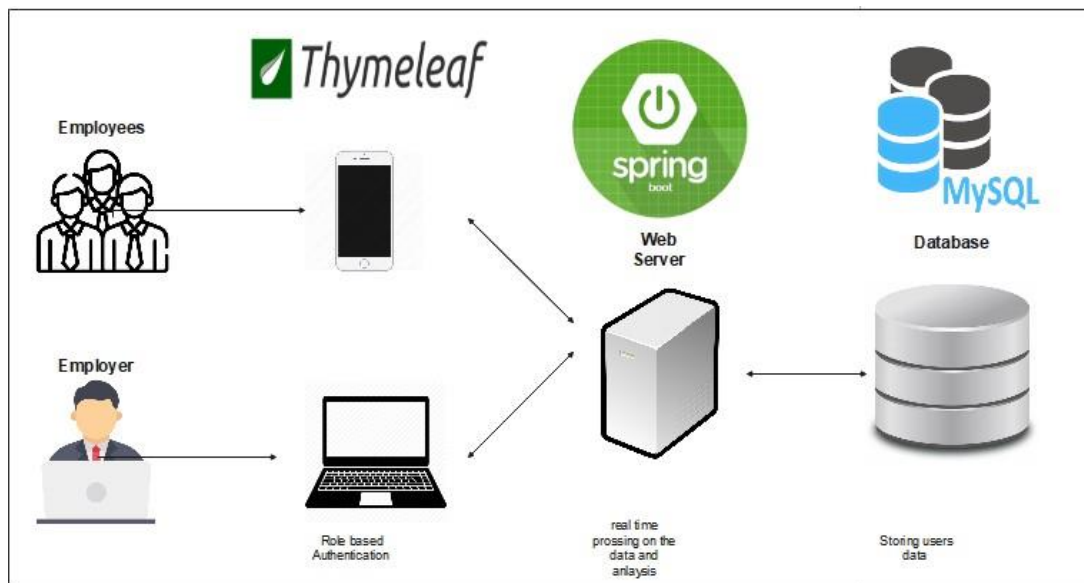 Thymeleaf
spring
boot
MySQL
Employees
Web
Server
Database
Employer
Role based
Authentication
real time
prossing on the
data and
anlaysis
Storing users
data